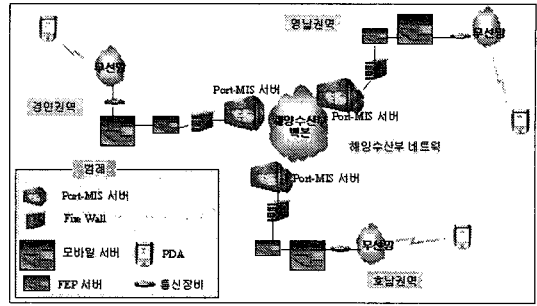 영남권역
무선망
무선망
Port-MIS 서버
경인권역
Port-MIS 서버
해양수산부
백본
해양수산부 네트워크
범례
Port-MIS 서버
Port-MIS 서버
Fire Wall
모바일 서버
PDA
무선망
FEP 서버
통신장비
호남권역